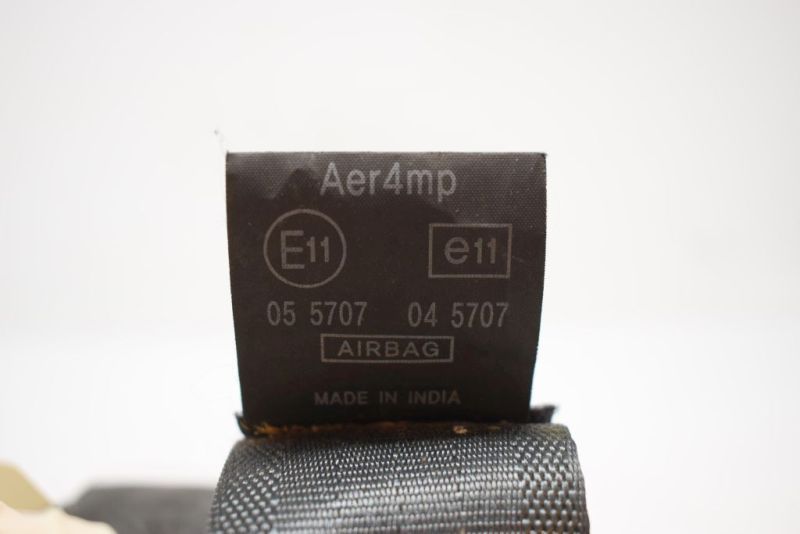 Aer4mp
E11 e11
05 5707 04 5707
AIRBAG
MADE IN INDIA